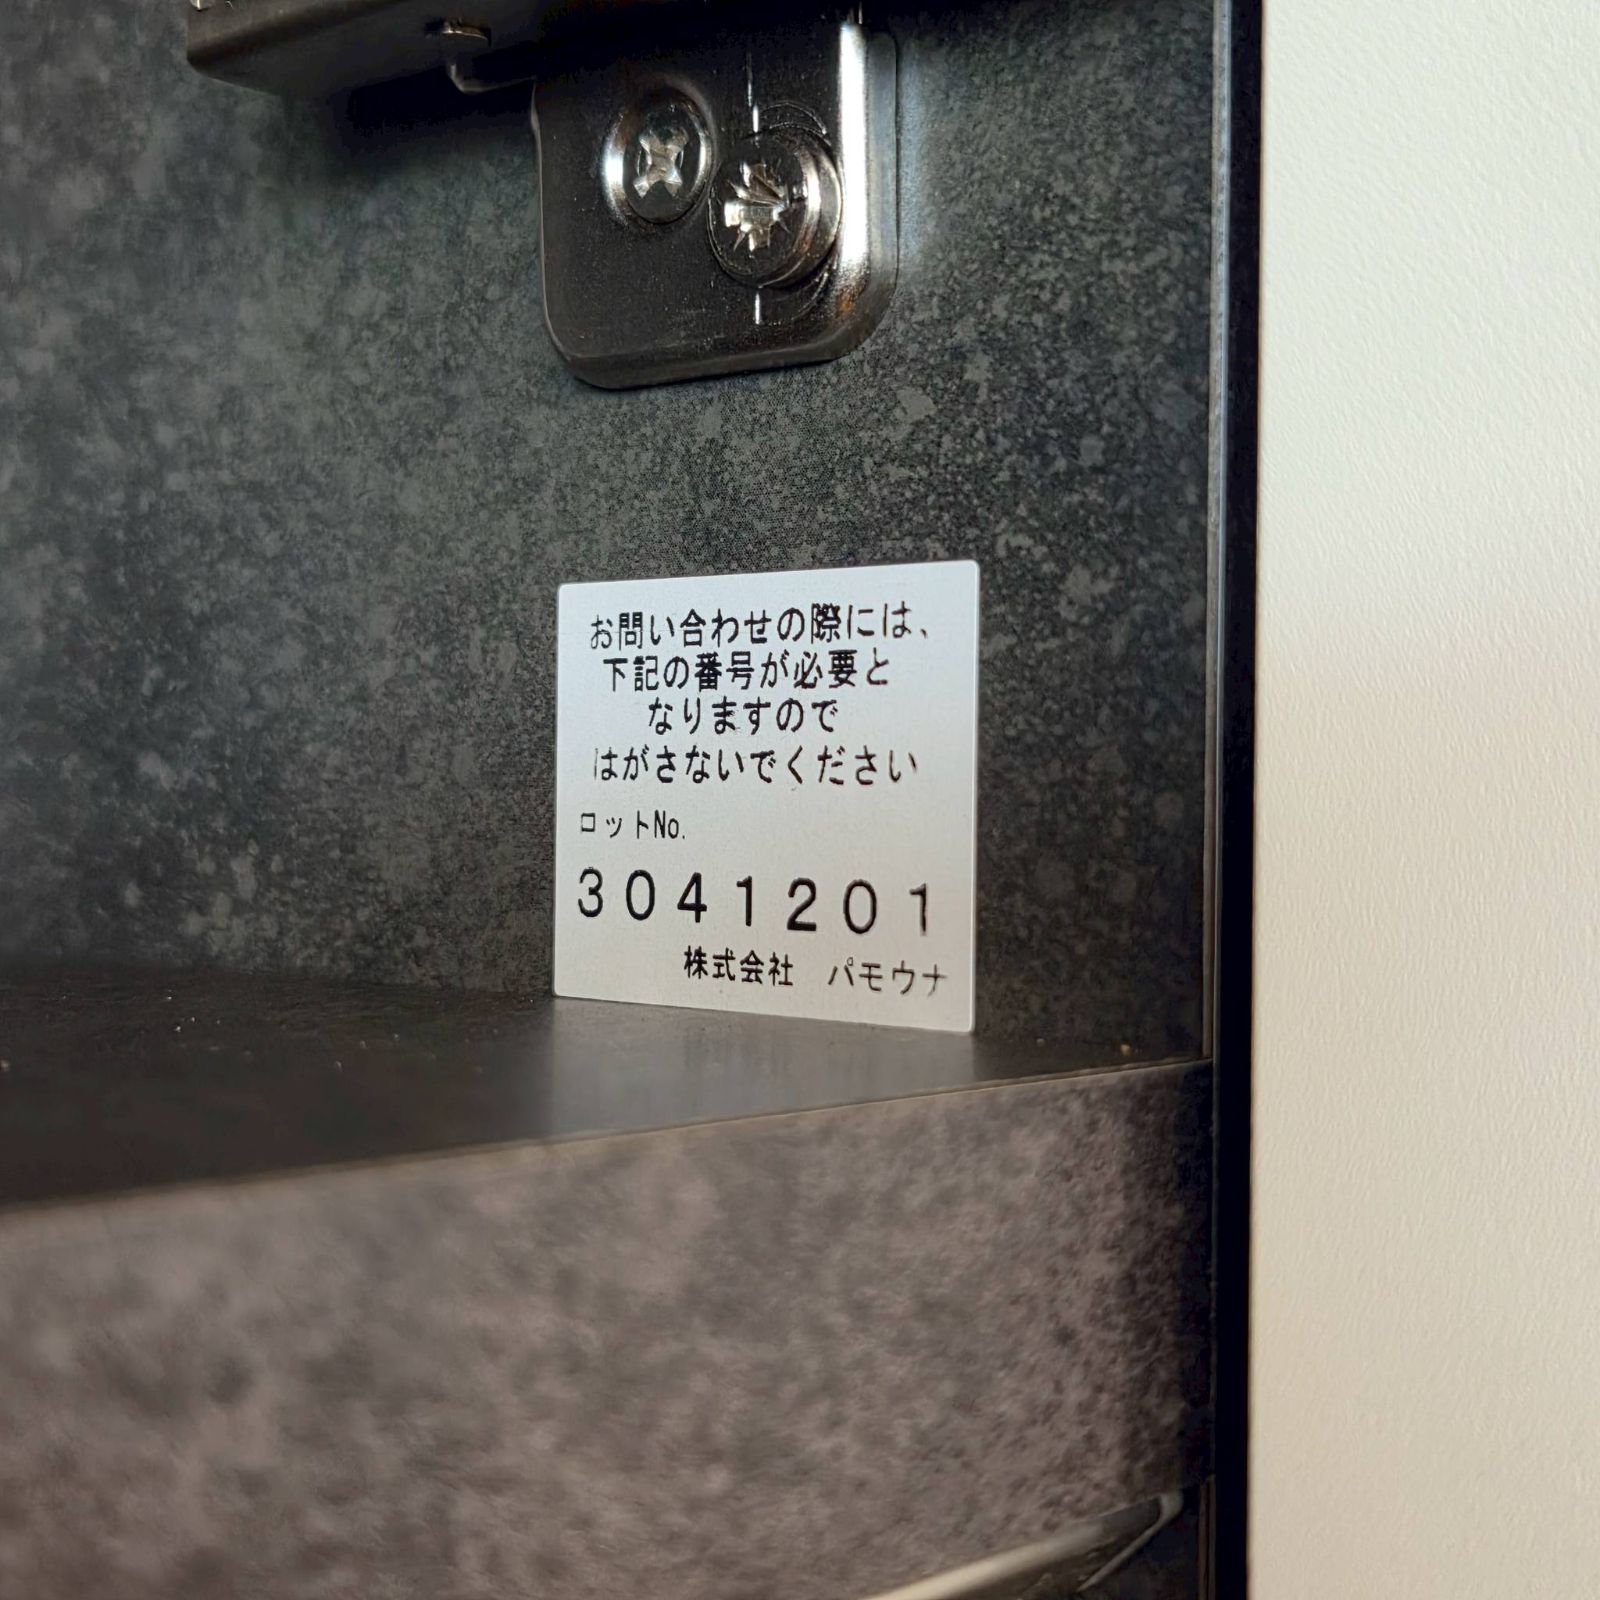 お問い合わせの際には、
下記の番号が必要と
なりますので
はがさないでください
ロットNo.
3041201
株式会社 パモウナ